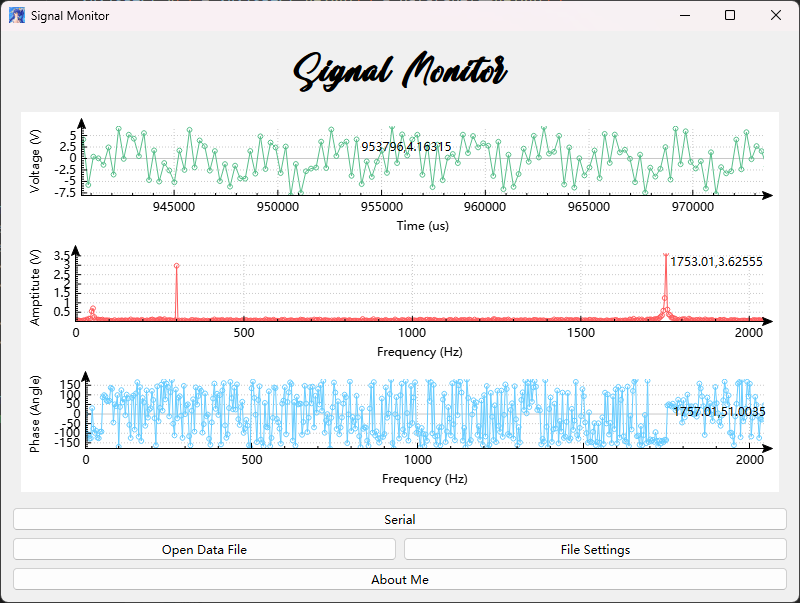 Signal Monitor
Signal Monitor
Voltage (V)
5
2.5
0
-2.5
-5
-7.5
953796,4.16315
945000 950000 955000 960000 965000 970000
Time (us)
Amptitute (V)
3.5
3
2.5
2
1.5
1
0.5
1753.01,3.62555
0 500 1000 1500 2000
Frequency (Hz)
Phase (Angle)
150
100
50
0
-50
-100
-150
1757.01,51.0035
0 500 1000 1500 2000
Frequency (Hz)
Serial
Open Data File File Settings
About Me